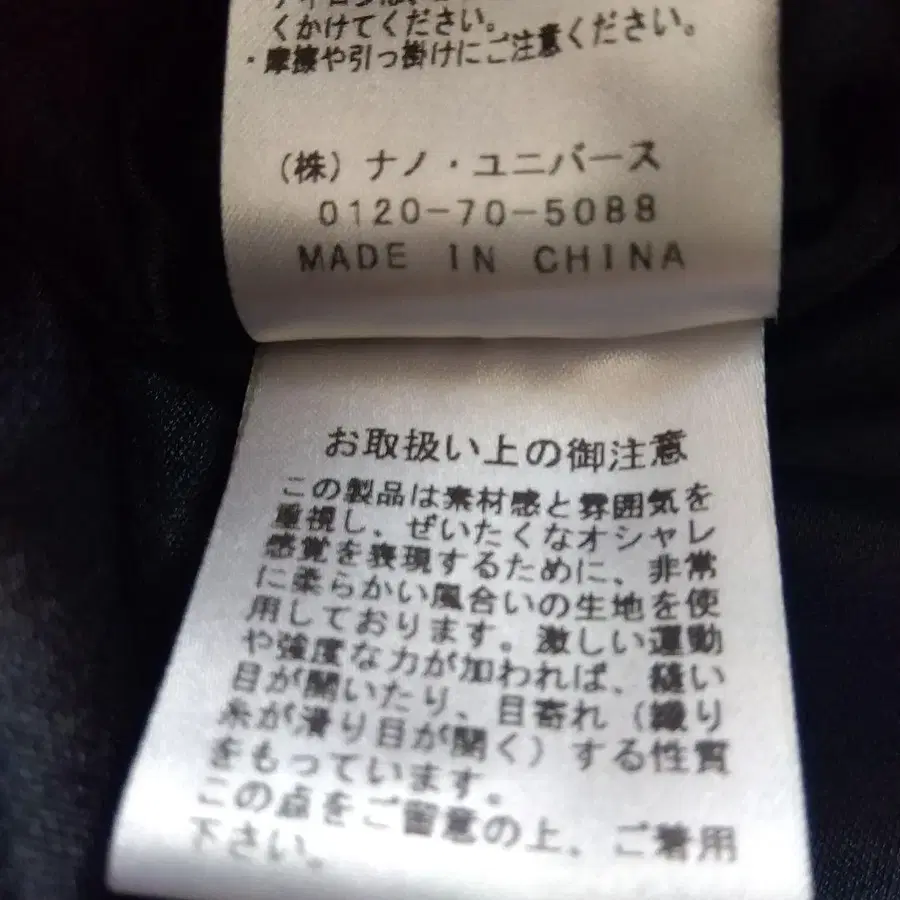 くかけてください。
・摩擦や引っ掛けにご注意ください。
(株)ナノ・ユニバース
0120-70-5088
MADE IN CHINA
お取扱い上の御注意
この製品は素材感と雰囲気を
重視し、ぜいたくなオシャレ
感覚を表現するために、非常
に柔らかい風合いの生地を使
用しております。激しい運動
や強度な力が加われば、縫い
目が開いたり、目寄れ(織り
糸が滑り目が開く)する性質
をもっています。
この点をご留意の上、ご着用
下さい。